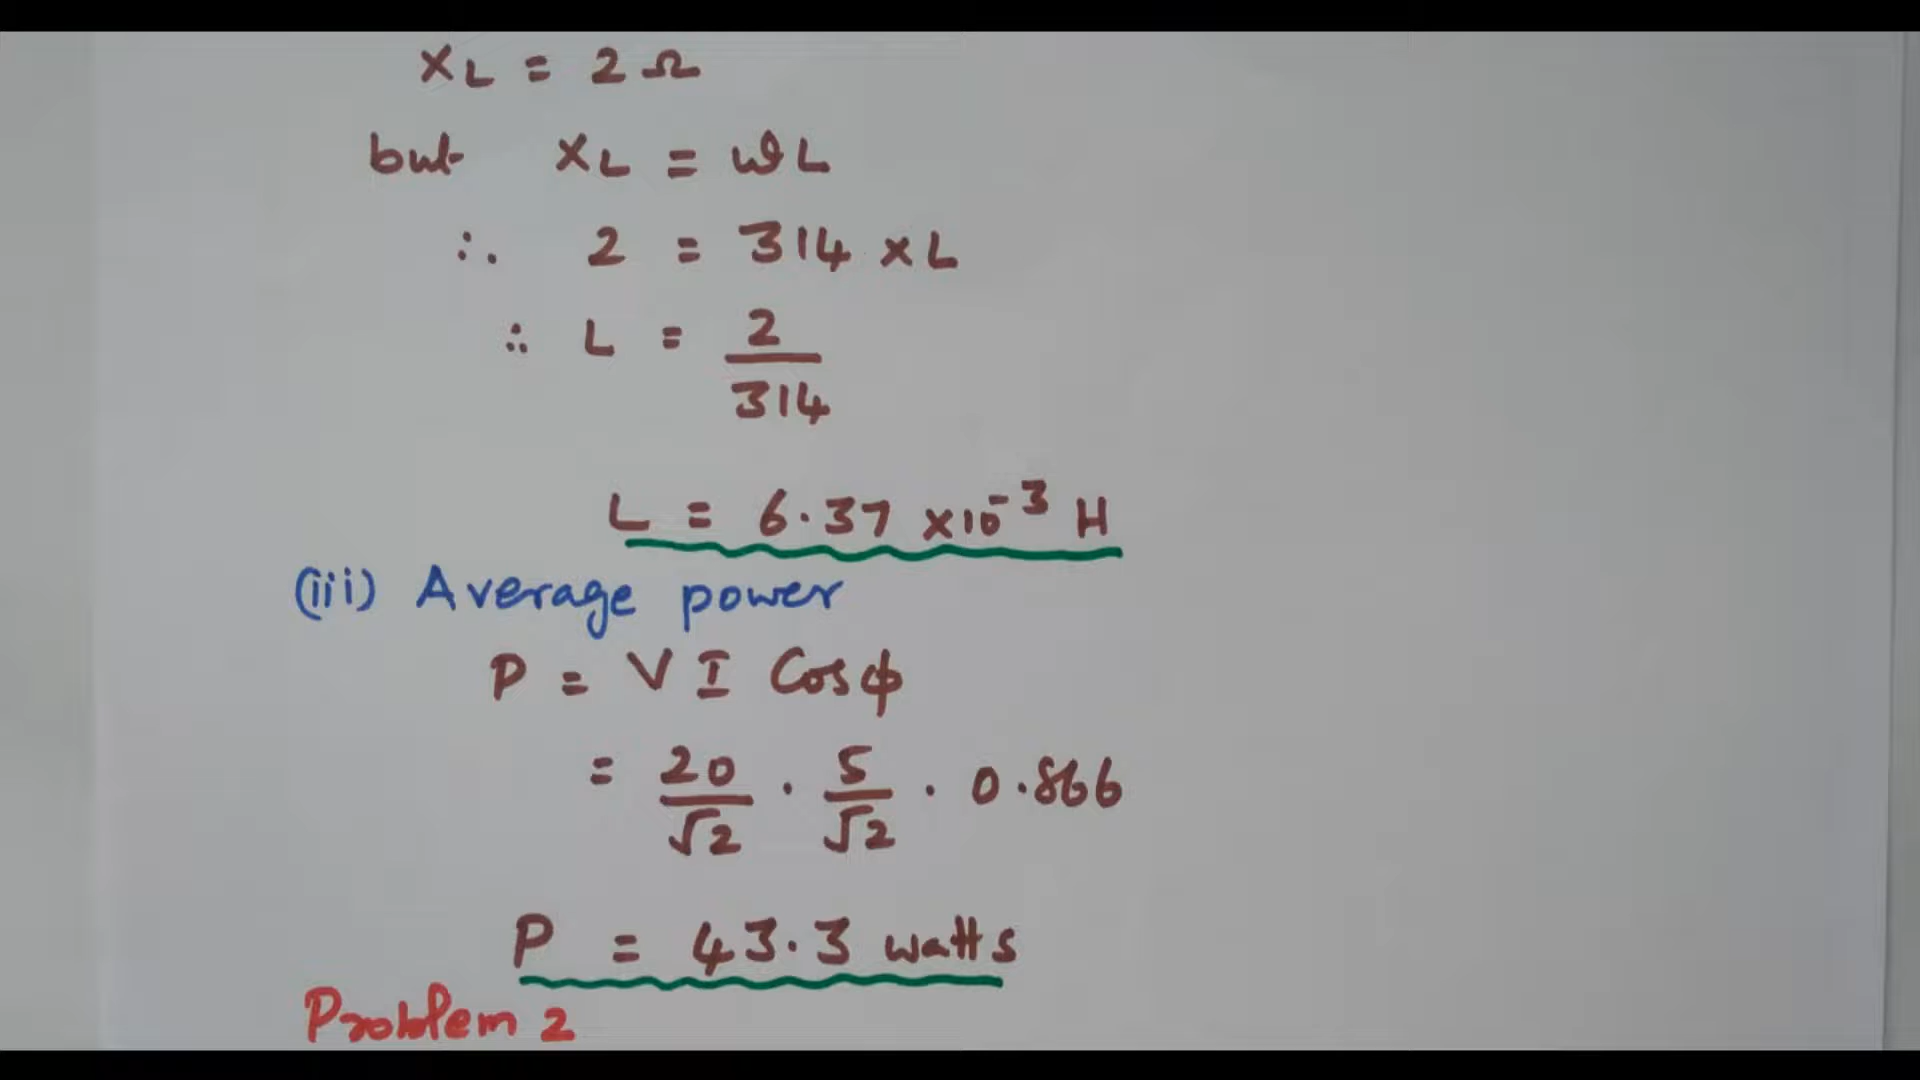 XL = 2 Ω
but XL = ωL
∴ 2 = 314 × L
∴ L = 2/314
L = 6.37 ×10⁻³ H
(iii) Average power
P = V I Cosφ
= 20/√2 · 5/√2 · 0.866
P = 43.3 watts
Problem 2